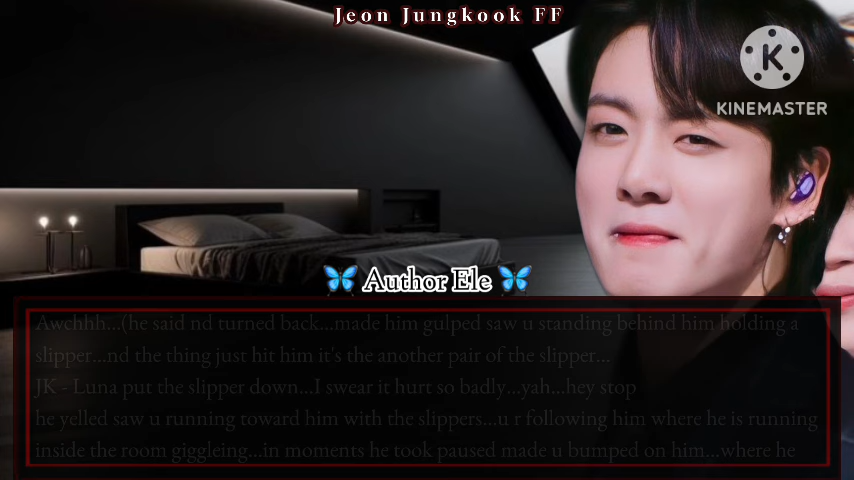 Jeon Jungkook FF
KINEMASTER
Author Ele
Awchhh...(he said nd turned back...made him gulped saw u standing behind him holding a
slipper...nd the thing just hit him it's the another pair of the slipper...
JK - Luna put the slipper down...I swear it hurt so badly...yah...hey stop
he yelled saw u running toward him with the slippers...u r following him where he is running
inside the room giggleing...in moments he took paused made u bumped on him...where he